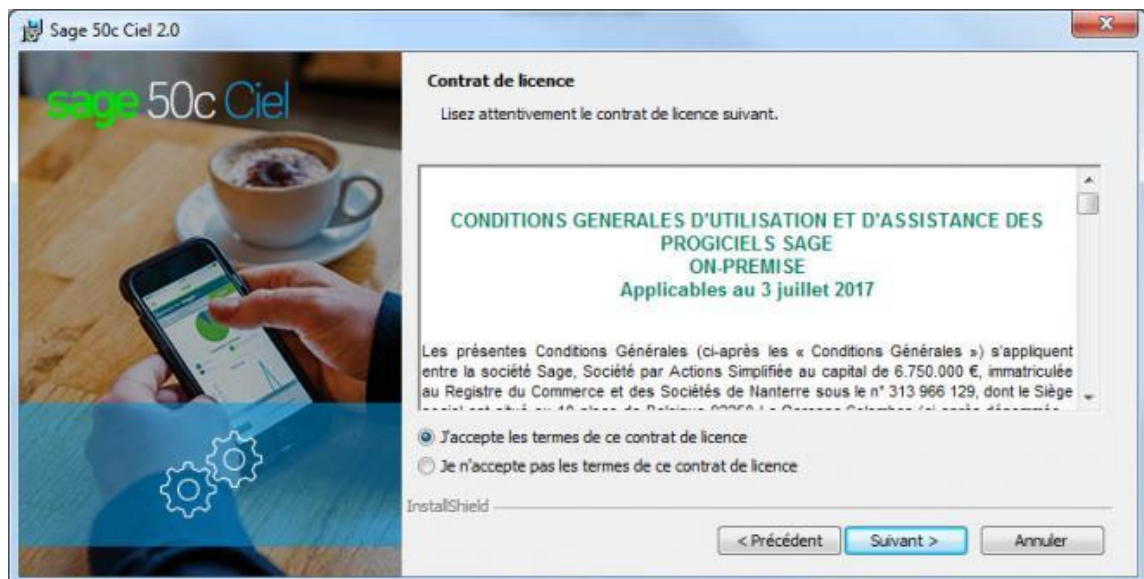 Sage 50c Ciel 2.0
sage 50c Ciel
Contrat de licence
Lisez attentivement le contrat de licence suivant.
CONDITIONS GENERALES D'UTILISATION ET D'ASSISTANCE DES
PROGICIELS SAGE
ON-PREMISE
Applicables au 3 juillet 2017
Les présentes Conditions Générales (ci-après les « Conditions Générales ») s'appliquent
entre la société Sage, Société par Actions Simplifiée au capital de 6.750.000 €, immatriculée
au Registre du Commerce et des Sociétés de Nanterre sous le n° 313 966 129, dont le Siège
J'accepte les termes de ce contrat de licence
Je n'accepte pas les termes de ce contrat de licence
InstallShield
< Précédent
Suivant >
Annuler